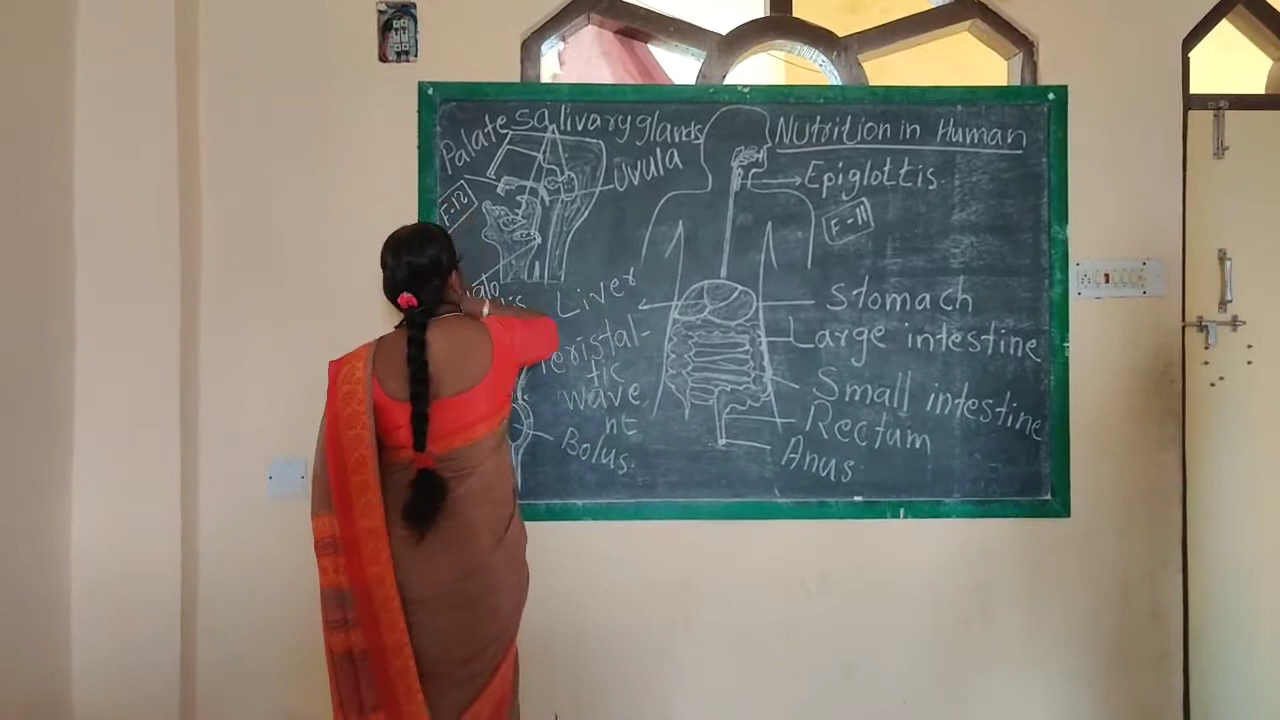 Palate salivary glands
Uvula
F-12
Nutrition in Human
Epiglottis
F-11
Liver
Stomach
Large intestine
Small intestine
Rectum
Anus
eristal-
tic
wave
nt
Bolus